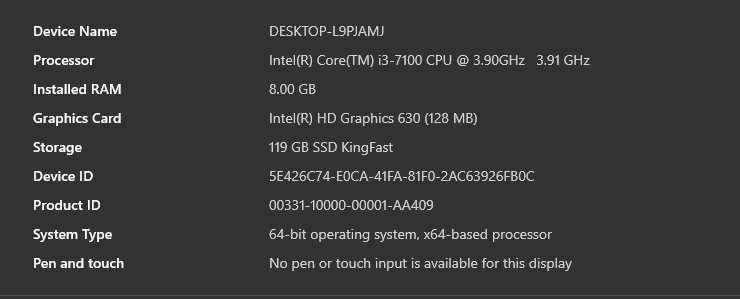 Device Name DESKTOP-L9PJAMJ
Processor Intel(R) Core(TM) i3-7100 CPU @ 3.90GHz 3.91 GHz
Installed RAM 8.00 GB
Graphics Card Intel(R) HD Graphics 630 (128 MB)
Storage 119 GB SSD KingFast
Device ID 5E426C74-E0CA-41FA-81F0-2AC63926FB0C
Product ID 00331-10000-00001-AA409
System Type 64-bit operating system, x64-based processor
Pen and touch No pen or touch input is available for this display